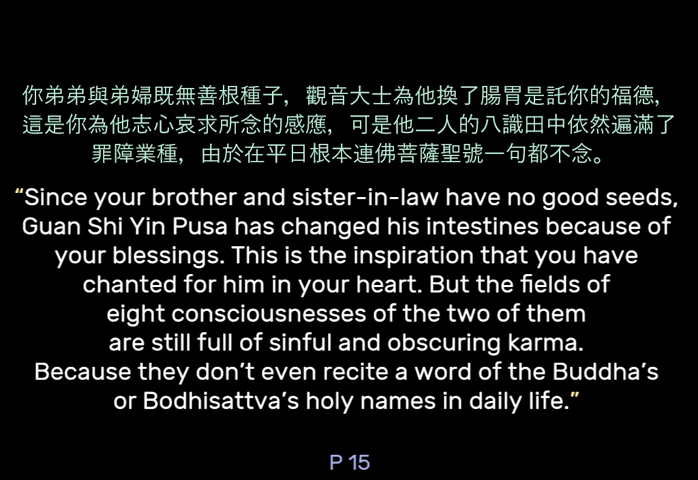 你弟弟與弟婦既無善根種子，觀音大士為他換了腸胃是託你的福德，
這是你為他志心哀求所念的感應，可是他二人的八識田中依然遍滿了
罪障業種，由於在平日根本連佛菩薩聖號一句都不念。
“Since your brother and sister-in-law have no good seeds,
Guan Shi Yin Pusa has changed his intestines because of
your blessings. This is the inspiration that you have
chanted for him in your heart. But the fields of
eight consciousnesses of the two of them
are still full of sinful and obscuring karma.
Because they don’t even recite a word of the Buddha’s
or Bodhisattva’s holy names in daily life.”
P 15